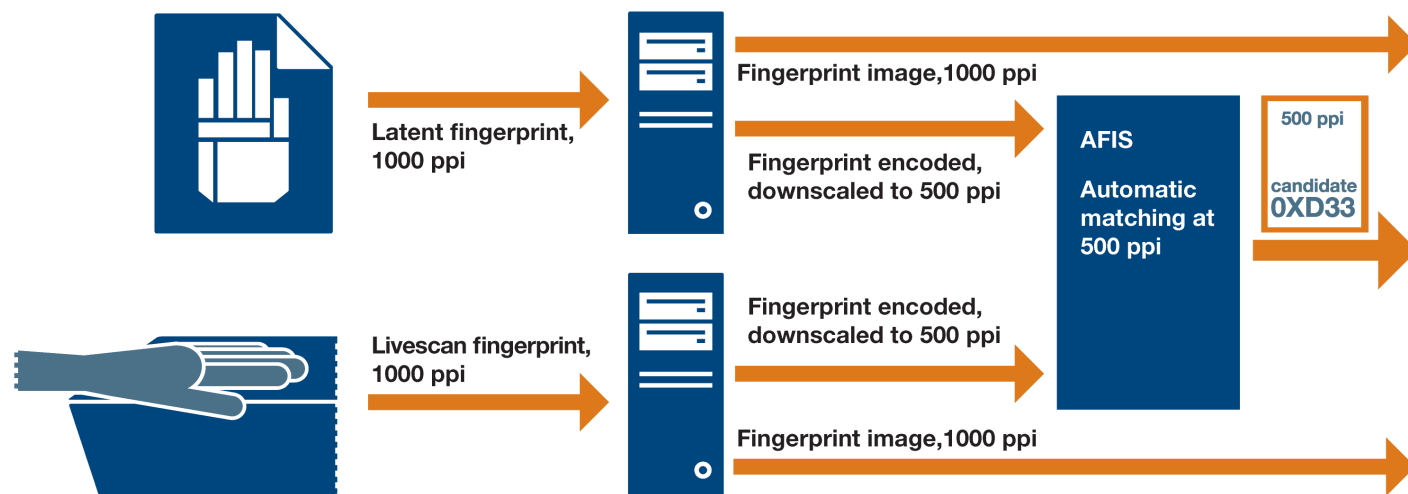 Fingerprint image,1000 ppi
Latent fingerprint,
1000 ppi
Fingerprint encoded,
downscaled to 500 ppi
AFIS
Automatic
matching at
500 ppi
500 ppi
candidate
0XD33
Livescan fingerprint,
1000 ppi
Fingerprint encoded,
downscaled to 500 ppi
Fingerprint image,1000 ppi